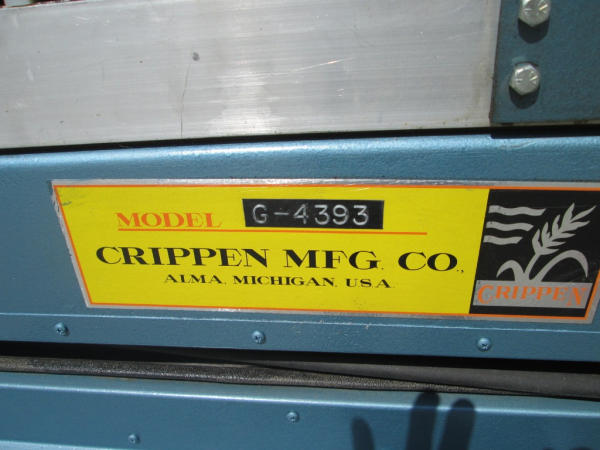 MODEL G-4393
CRIPPEN MFG. CO.,
ALMA, MICHIGAN, U.S.A.
CRIPPEN